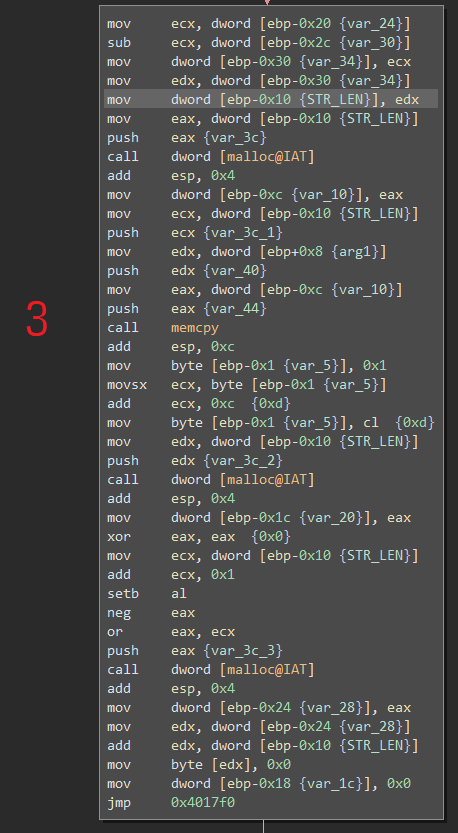 mov ecx, dword [ebp-0x20 {var_24}]
sub ecx, dword [ebp-0x2c {var_30}]
mov dword [ebp-0x30 {var_34}], ecx
mov edx, dword [ebp-0x30 {var_34}]
mov dword [ebp-0x10 {STR_LEN}], edx
mov eax, dword [ebp-0x10 {STR_LEN}]
push eax {var_3c}
call dword [malloc@IAT]
add esp, 0x4
mov dword [ebp-0xc {var_10}], eax
mov ecx, dword [ebp-0x10 {STR_LEN}]
push ecx {var_3c_1}
mov edx, dword [ebp+0x8 {arg1}]
push edx {var_40}
mov eax, dword [ebp-0xc {var_10}]
push eax {var_44}
call memcpy
add esp, 0xc
mov byte [ebp-0x1 {var_5}], 0x1
movsx ecx, byte [ebp-0x1 {var_5}]
add ecx, 0xc {0xd}
mov byte [ebp-0x1 {var_5}], cl {0xd}
mov edx, dword [ebp-0x10 {STR_LEN}]
push edx {var_3c_2}
call dword [malloc@IAT]
add esp, 0x4
mov dword [ebp-0x1c {var_20}], eax
xor eax, eax {0x0}
mov ecx, dword [ebp-0x10 {STR_LEN}]
add ecx, 0x1
setb al
neg eax
or eax, ecx
push eax {var_3c_3}
call dword [malloc@IAT]
add esp, 0x4
mov dword [ebp-0x24 {var_28}], eax
mov edx, dword [ebp-0x24 {var_28}]
add edx, dword [ebp-0x10 {STR_LEN}]
mov byte [edx], 0x0
mov dword [ebp-0x18 {var_1c}], 0x0
jmp 0x4017f0
3